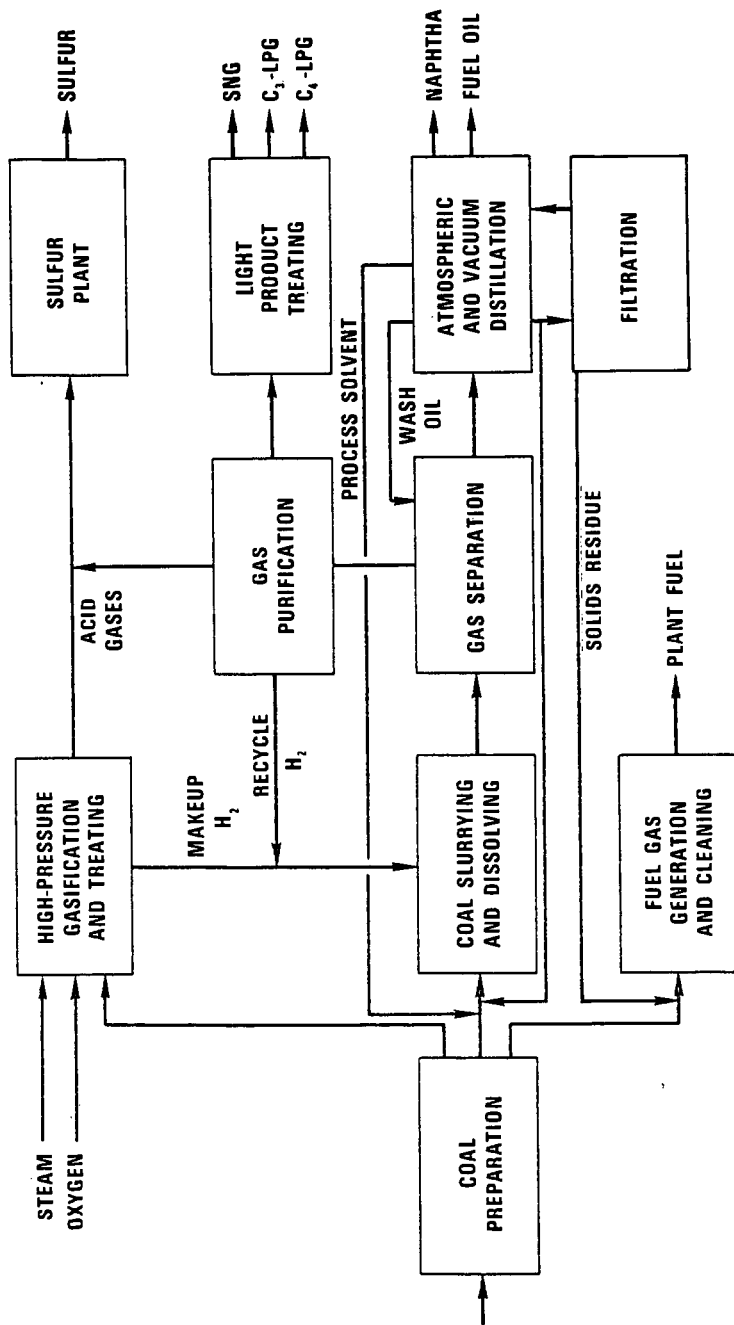 STEAM
OXYGEN
HIGH-PRESSURE
GASIFICATION
AND TREATING
SULFUR
PLANT
SULFUR
ACID
GASES
MAKEUP
H₂
RECYCLE
H₂
GAS
PURIFICATION
LIGHT
PRODUCT
TREATING
SNG
C₃-LPG
C₄-LPG
PROCESS SOLVENT
WASH
OIL
COAL
PREPARATION
COAL SLURRYING
AND DISSOLVING
GAS SEPARATION
ATMOSPHERIC
AND VACUUM
DISTILLATION
NAPHTHA
FUEL OIL
SOLIDS RESIDUE
FILTRATION
FUEL GAS
GENERATION
AND CLEANING
PLANT FUEL